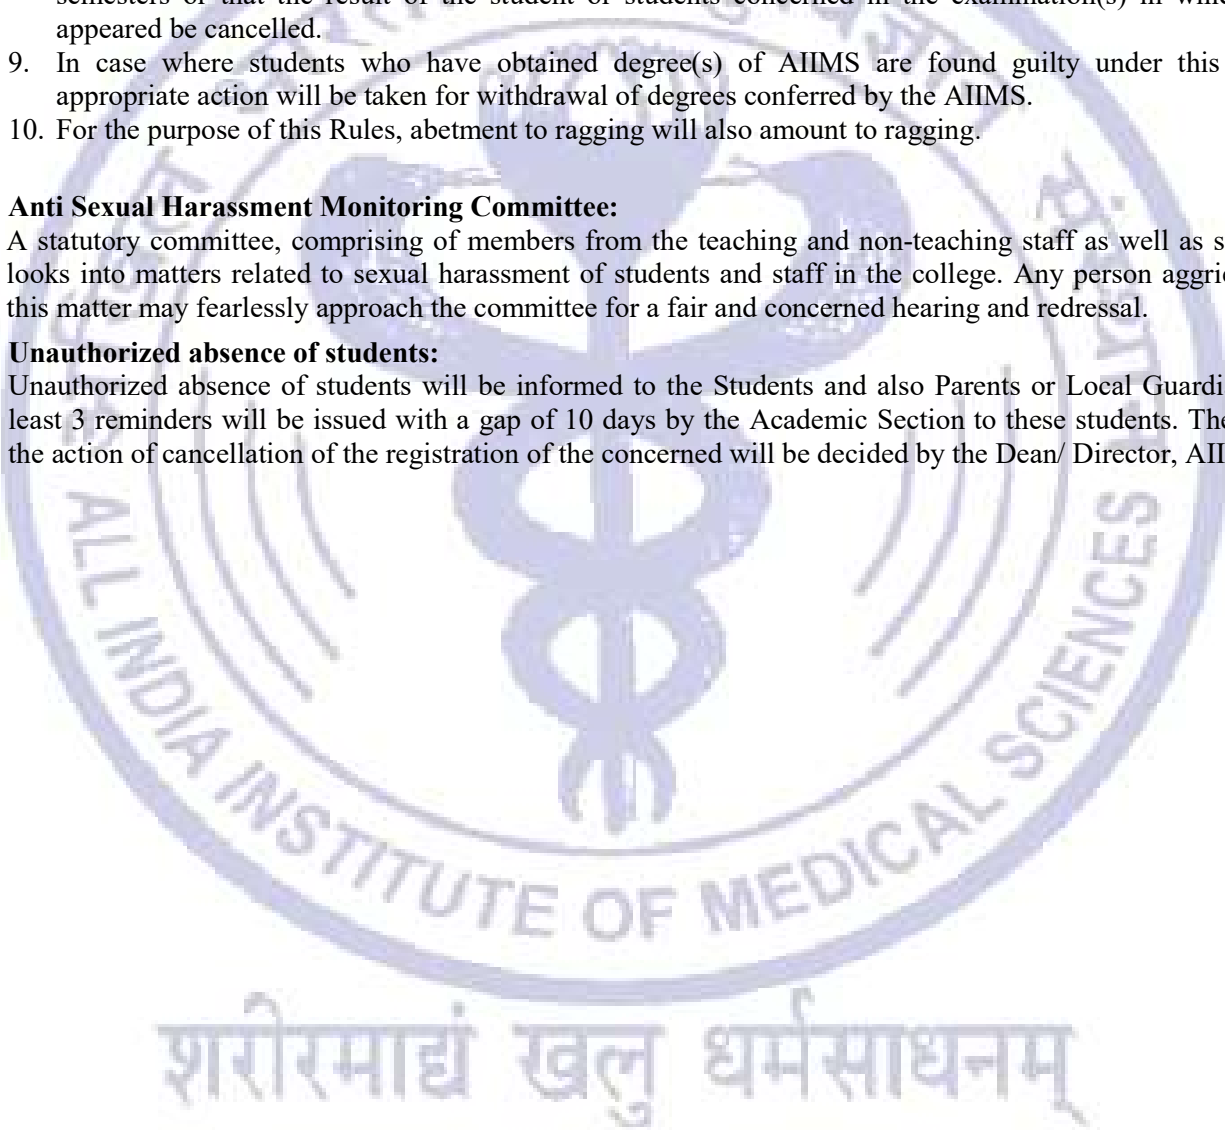 semesters or that the result of the student or students concerned in the examination(s) in
appeared be cancelled.
9. In case where students who have obtained degree(s) of AIIMS are found guilty under this
appropriate action will be taken for withdrawal of degrees conferred by the AIIMS.
10. For the purpose of this Rules, abetment to ragging will also amount to ragging.
Anti Sexual Harassment Monitoring Committee:
A statutory committee, comprising of members from the teaching and non-teaching staff as well as
looks into matters related to sexual harassment of students and staff in the college. Any person
this matter may fearlessly approach the committee for a fair and concerned hearing and redressal.
Unauthorized absence of students:
Unauthorized absence of students will be informed to the Students and also Parents or Local
least 3 reminders will be issued with a gap of 10 days by the Academic Section to these students.
the action of cancellation of the registration of the concerned will be decided by the Dean/ Director,
ALL INDIA INSTITUTE OF MEDICAL SCIENCES
शरीरमाद्यं खलु धर्मसाधनम्